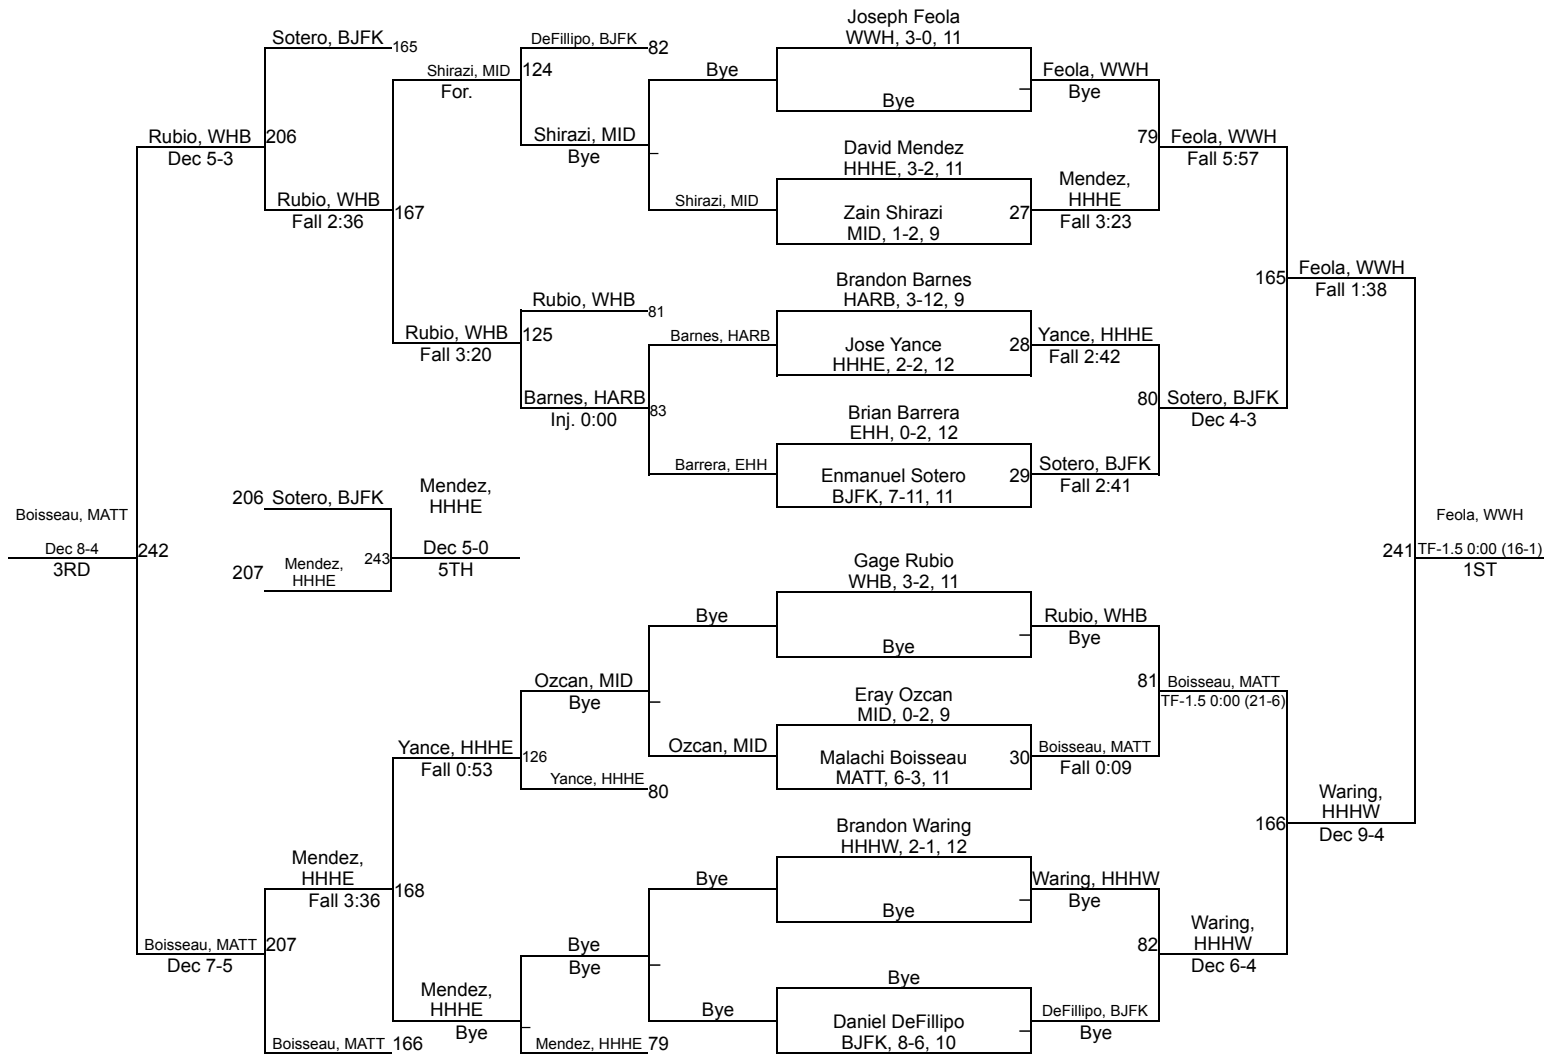 Joseph Feola
WWH, 3-0, 11
Sotero, BJFK 165
DeFillipo, BJFK 82
Shirazi, MID 124
For.
Bye
Feola, WWH
Bye
Bye
Rubio, WHB 206
Dec 5-3
Shirazi, MID
Bye
79 Feola, WWH
Fall 5:57
David Mendez
HHHE, 3-2, 11
Mendez,
HHHE
Fall 3:23
Rubio, WHB 167
Fall 2:36
Shirazi, MID
Zain Shirazi 27
MID, 1-2, 9
165 Feola, WWH
Fall 1:38
Brandon Barnes
HARB, 3-12, 9
Rubio, WHB 81
Rubio, WHB 125
Fall 3:20
Barnes, HARB
Jose Yance 28
HHHE, 2-2, 12
Yance, HHHE
Fall 2:42
Barnes, HARB 83
Inj. 0:00
80 Sotero, BJFK
Dec 4-3
Brian Barrera
EHH, 0-2, 12
Barrera, EHH
Enmanuel Sotero 29
BJFK, 7-11, 11
Sotero, BJFK
Fall 2:41
206 Sotero, BJFK
Mendez,
HHHE
Boisseau, MATT
Dec 8-4 242
3RD
207 Mendez,
HHHE
243 Dec 5-0
5TH
Feola, WWH
241 TF-1.5 0:00 (16-1)
1ST
Gage Rubio
WHB, 3-2, 11
Bye
Bye
Rubio, WHB
Bye
Ozcan, MID
Bye
81 Boisseau, MATT
TF-1.5 0:00 (21-6)
Eray Ozcan
MID, 0-2, 9
Yance, HHHE 126
Fall 0:53
Ozcan, MID
Malachi Boisseau 30
MATT, 6-3, 11
Boisseau, MATT
Fall 0:09
Yance, HHHE 80
166 Waring,
HHHW
Dec 9-4
Brandon Waring
HHHW, 2-1, 12
Mendez,
HHHE 168
Fall 3:36
Bye
Bye
Waring, HHHW
Bye
Boisseau, MATT 207
Dec 7-5
Bye
Bye
82 Waring,
HHHW
Dec 6-4
Bye
Mendez,
HHHE
Bye
Bye
Daniel DeFillipo
BJFK, 8-6, 10
DeFillipo, BJFK
Bye
Boisseau, MATT 166
Mendez, HHHE 79